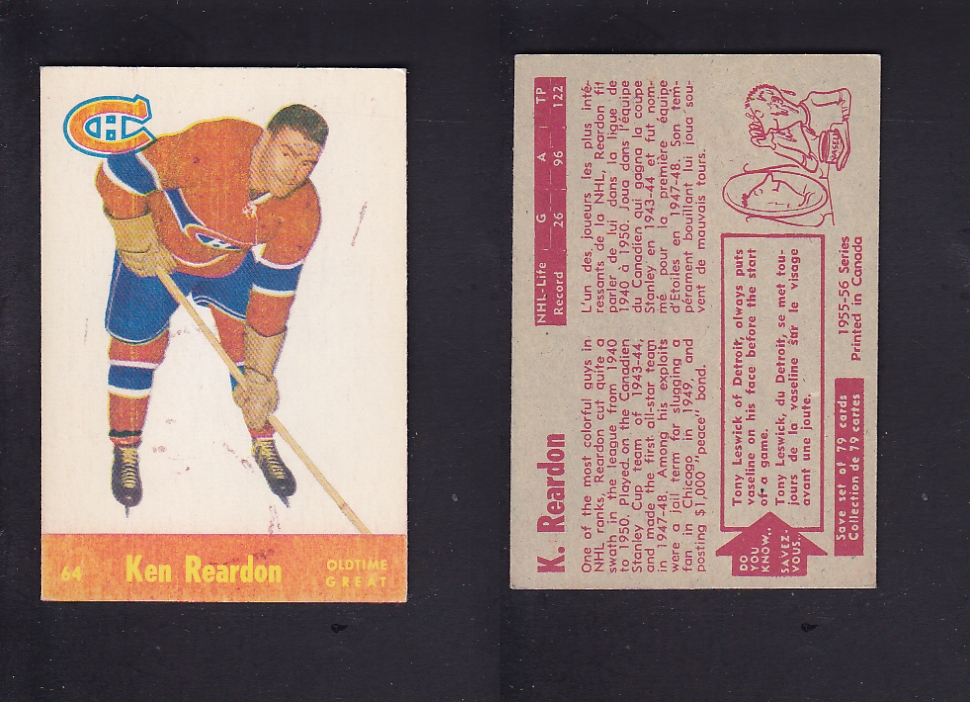 64
Ken Reardon
OLDTIME
GREAT
K. Reardon
One of the most colorful guys in
NHL ranks, Reardon cut quite a
swath in the league from 1940
to 1950. Played on the Canadien
Stanley Cup team of 1943-44,
and made the first all-star team
in 1947-48. Among his exploits
were a jail term for slugging a
fan in Chicago in 1949, and
posting $1,000 "peace" bond.
NHL-Life G A TP
Record 26 96 122
L'un des joueurs les plus inté-
ressants de la NHL, Reardon fit
parler de lui dans la ligue de
1940 à 1950. Joua dans l'équipe
du Canadien qui gagna la coupe
Stanley en 1943-44 et fut nom-
mé pour la première équipe
d'Etoiles en 1947-48. Son tem-
pérament bouillant lui joua sou-
vent de mauvais tours.
DO
YOU
KNOW..
SAVEZ-
VOUS..
Tony Leswick of Detroit, always puts
vaseline on his face before the start
of a game.
Tony Leswick, du Detroit, se met tou-
jours de la vaseline sur le visage
avant une joute.
Save set of 79 cards
Collection de 79 cartes
1955-56 Series
Printed in Canada